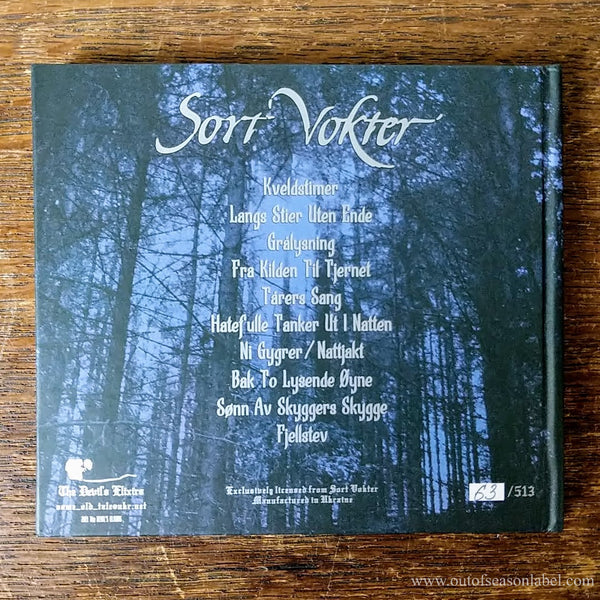 Sort Vokter
Kveldstimer
Langs Stier Uten Ende
Grålysning
Fra Kilden Til Tjernet
Tårers Sang
Hatefulle Tanker Ut I Natten
Ni Gygrer/Nattjakt
Bak To Lysende Øyne
Sønn Av Skyggers Skygge
Fjellstev
The Devil's Elixirs
Exclusively licensed from Sort Vokter
Manufactured in Ukraine
63 /513
www.outofseasonlabel.com